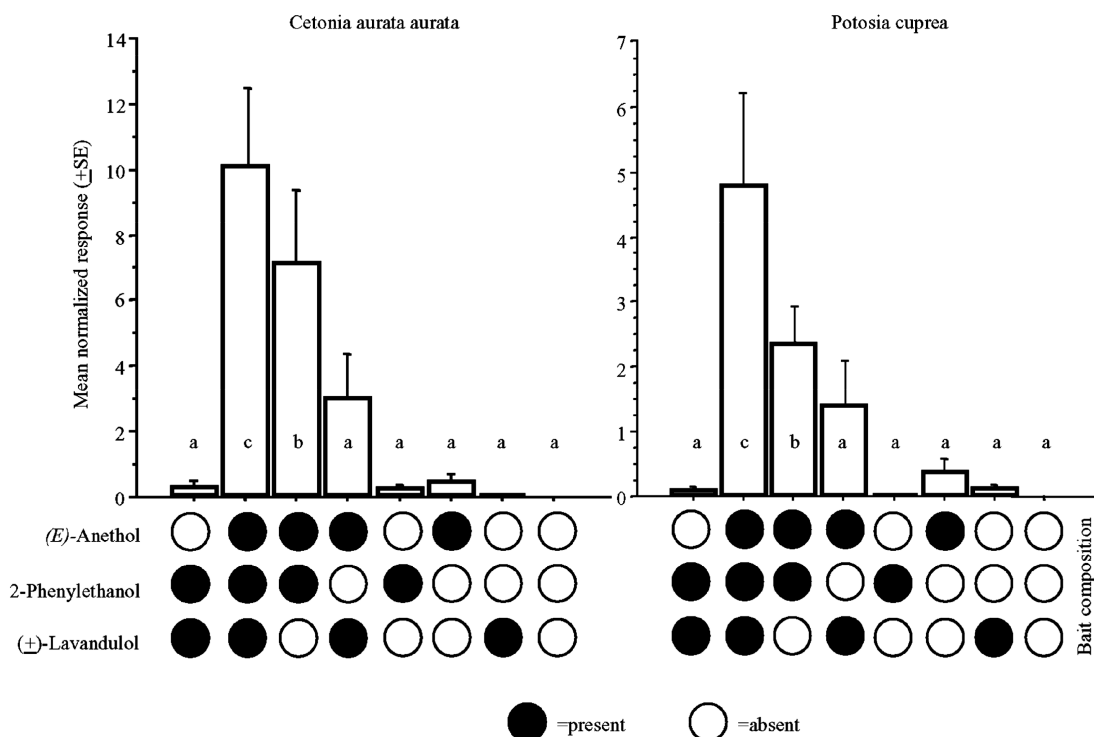 Cetonia aurata aurata
Potosia cuprea
Mean normalized response (±SE)
14
12
10
8
6
4
2
0
a c b a a a a a
7
6
5
4
3
2
1
0
a c b a a a a a
(E)-Anethol
2-Phenylethanol
(±)-Lavandulol
Bait composition
=present =absent